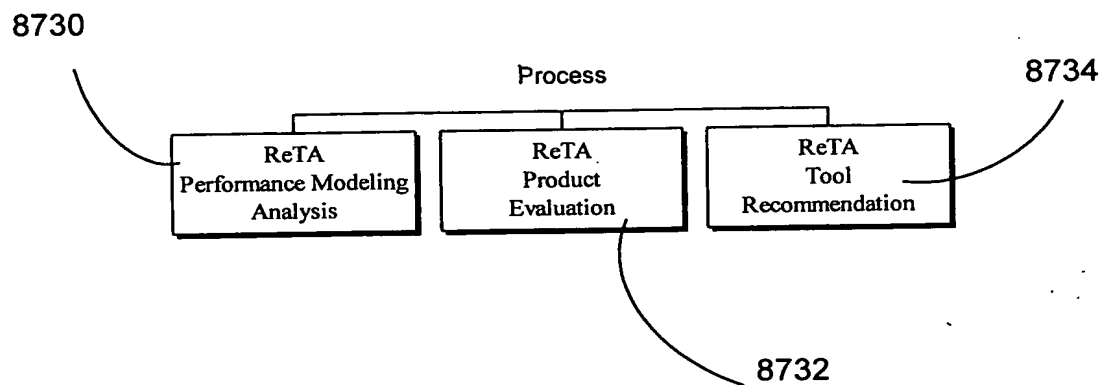 8730
Process
8734
ReTA
Performance Modeling
Analysis
ReTA
Product
Evaluation
ReTA
Tool
Recommendation
8732